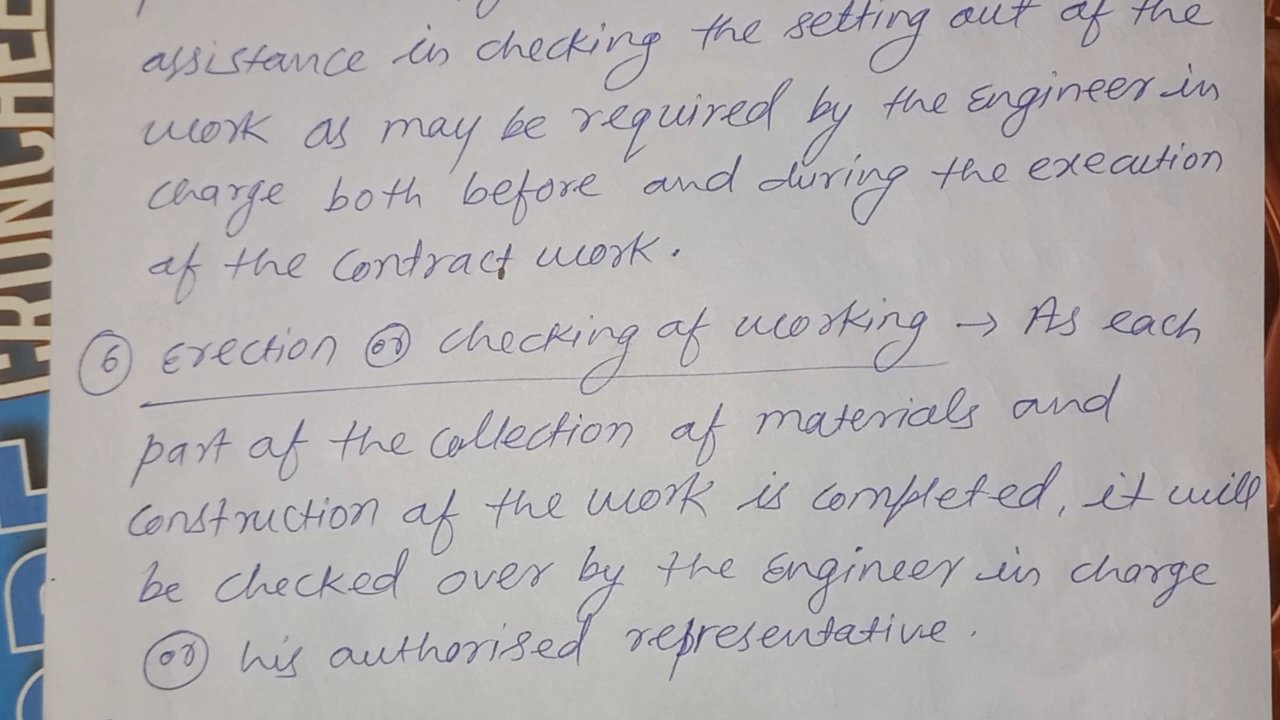 assistance in checking the setting out of the
work as may be required by the Engineer in
charge both before and during the execution
of the contract work.
⑥ Erection (or) checking of working → As each
part of the collection of materials and
construction of the work is completed, it will
be checked over by the Engineer in charge
(or) his authorised representative.